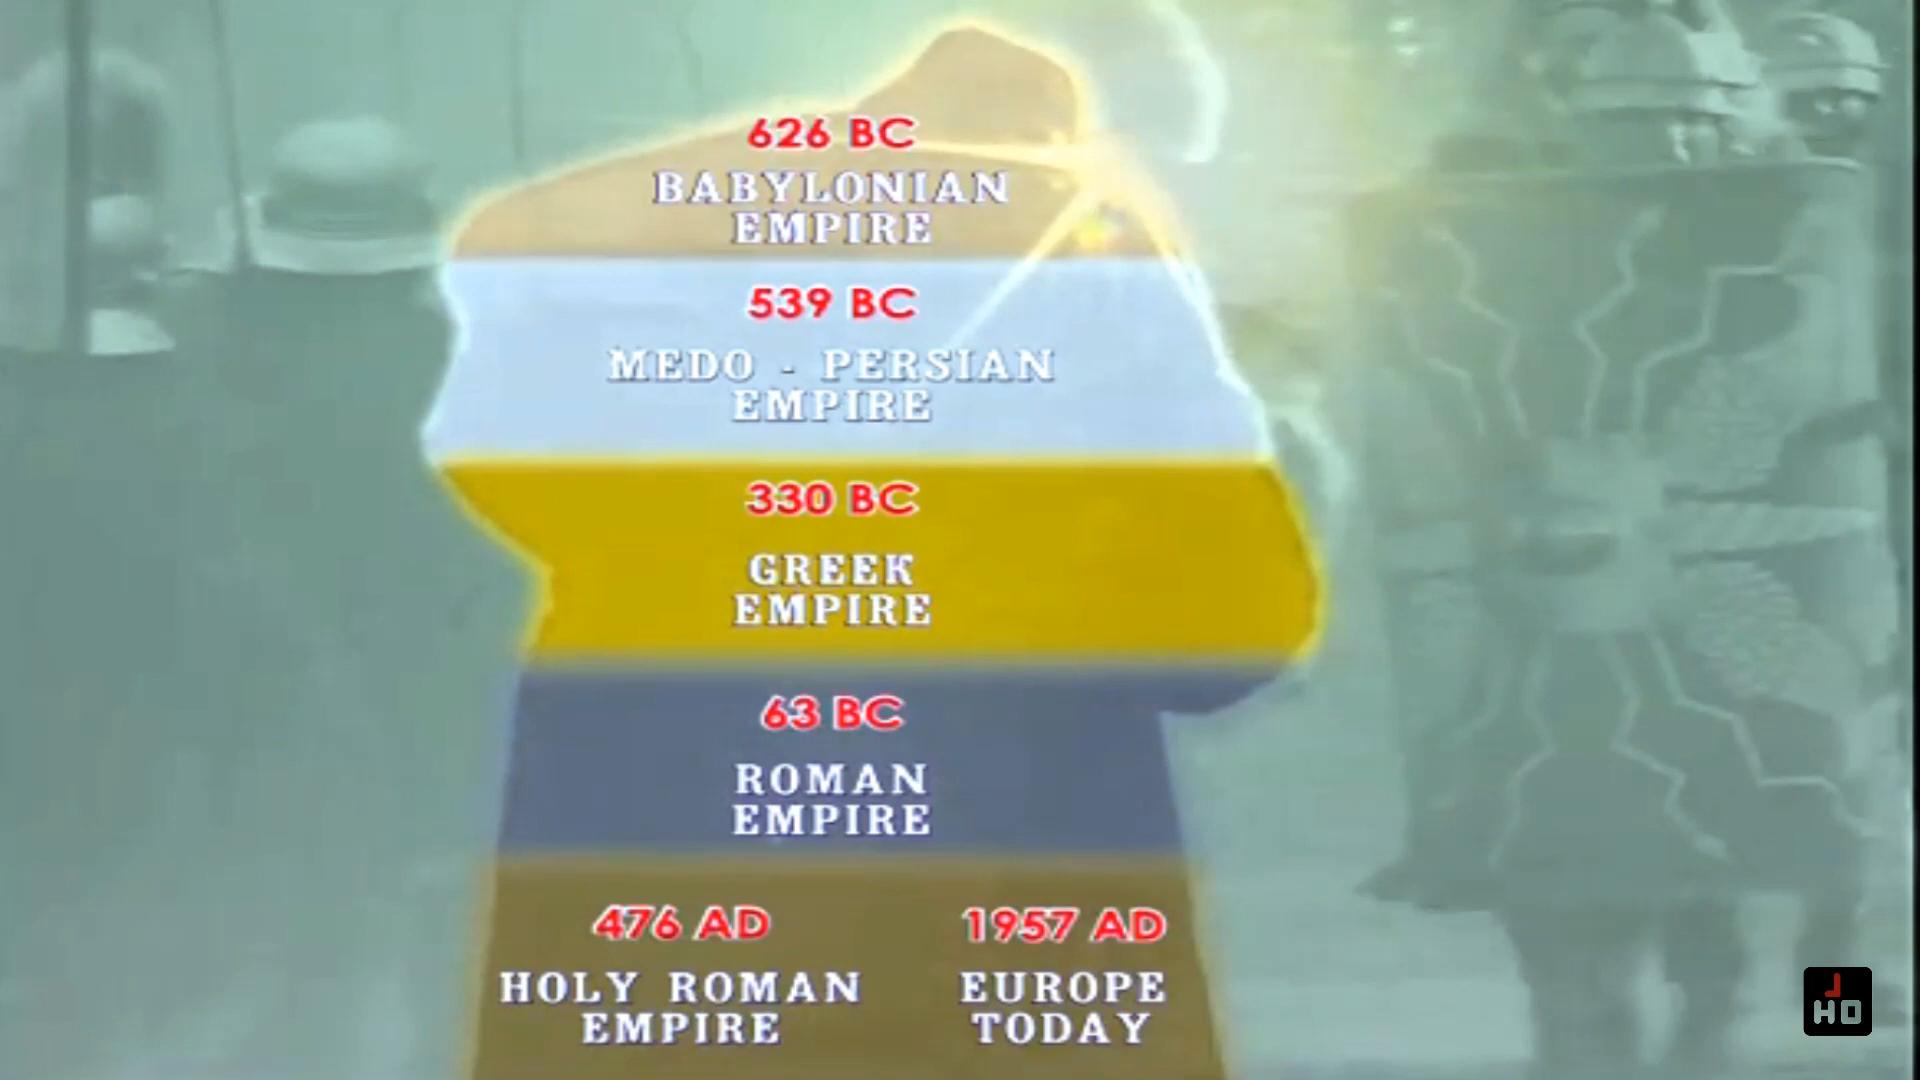 626 BC
BABYLONIAN
EMPIRE
539 BC
MEDO - PERSIAN
EMPIRE
330 BC
GREEK
EMPIRE
63 BC
ROMAN
EMPIRE
476 AD
HOLY ROMAN
EMPIRE
1957 AD
EUROPE
TODAY
J
HO